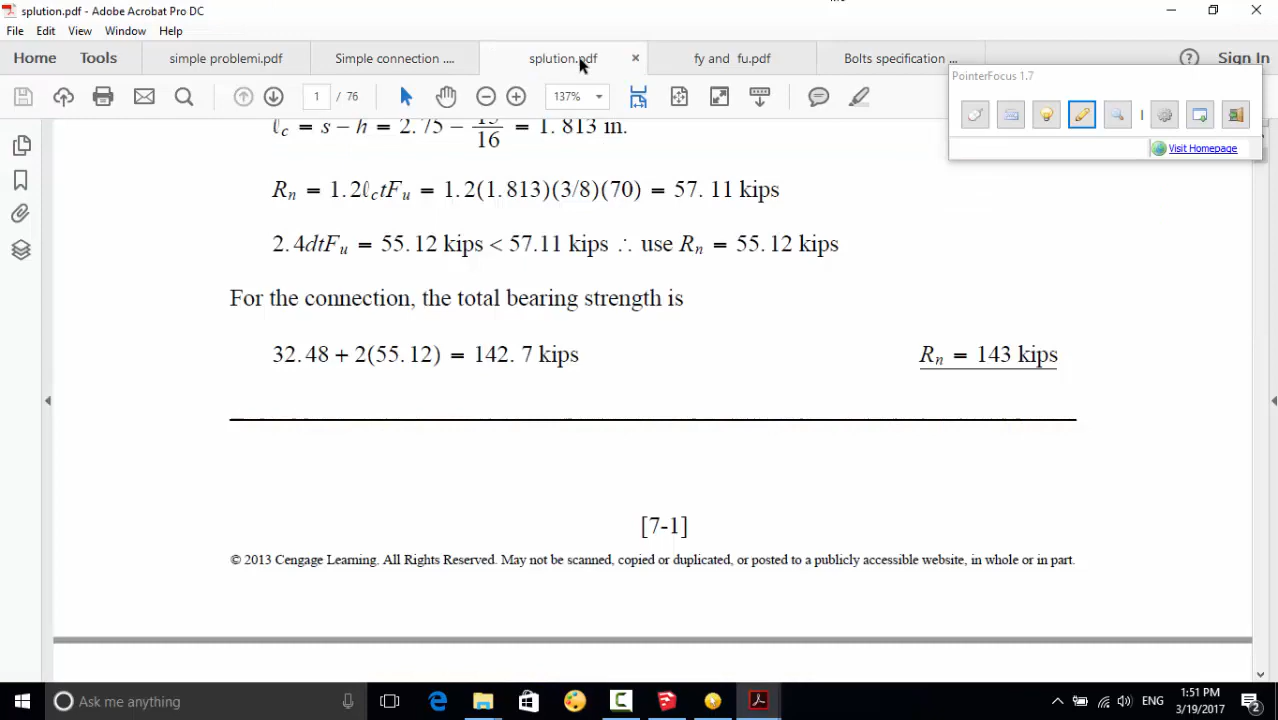 splution.pdf - Adobe Acrobat Pro DC
File Edit View Window Help
Home Tools simple problemi.pdf Simple connection .... splution.pdf × fy and fu.pdf Bolts specification ... Sign In
PointerFocus 1.7
1 / 76 137%
Visit Homepage
ℓc = s − h = 2.75 − 15/16 = 1.813 in.
Rn = 1.2ℓctFu = 1.2(1.813)(3/8)(70) = 57.11 kips
2.4dtFu = 55.12 kips < 57.11 kips ∴ use Rn = 55.12 kips
For the connection, the total bearing strength is
32.48 + 2(55.12) = 142.7 kips Rn = 143 kips
[7-1]
© 2013 Cengage Learning. All Rights Reserved. May not be scanned, copied or duplicated, or posted to a publicly accessible website, in whole or in part.
Ask me anything
ENG
1:51 PM
3/19/2017
2